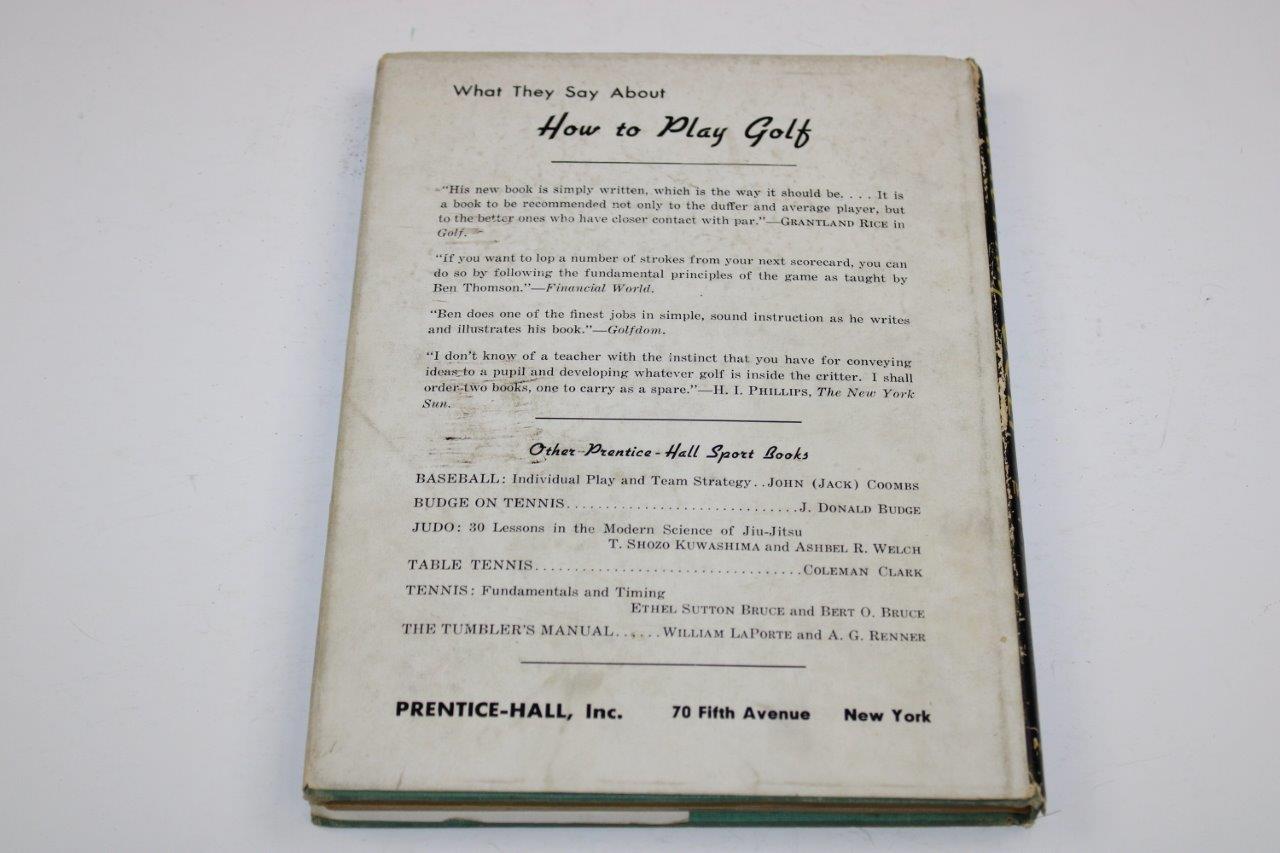 What They Say About
How to Play Golf
"His new book is simply written, which is the way it should be. . . . It is
a book to be recommended not only to the duffer and average player, but
to the better ones who have closer contact with par."—GRANTLAND RICE in
Golf.
"If you want to lop a number of strokes from your next scorecard, you can
do so by following the fundamental principles of the game as taught by
Ben Thomson."—Financial World.
"Ben does one of the finest jobs in simple, sound instruction as he writes
and illustrates his book."—Golfdom.
"I don't know of a teacher with the instinct that you have for conveying
ideas to a pupil and developing whatever golf is inside the critter. I shall
order two books, one to carry as a spare."—H. I. PHILLIPS, The New York
Sun.
Other Prentice-Hall Sport Books
BASEBALL: Individual Play and Team Strategy..JOHN (JACK) COOMBS
BUDGE ON TENNIS.............................J. DONALD BUDGE
JUDO: 30 Lessons in the Modern Science of Jiu-Jitsu
T. SHOZO KUWASHIMA and ASHBEL R. WELCH
TABLE TENNIS.................................COLEMAN CLARK
TENNIS: Fundamentals and Timing
ETHEL SUTTON BRUCE and BERT O. BRUCE
THE TUMBLER'S MANUAL......WILLIAM LAPORTE and A. G. RENNER
PRENTICE-HALL, Inc. 70 Fifth Avenue New York